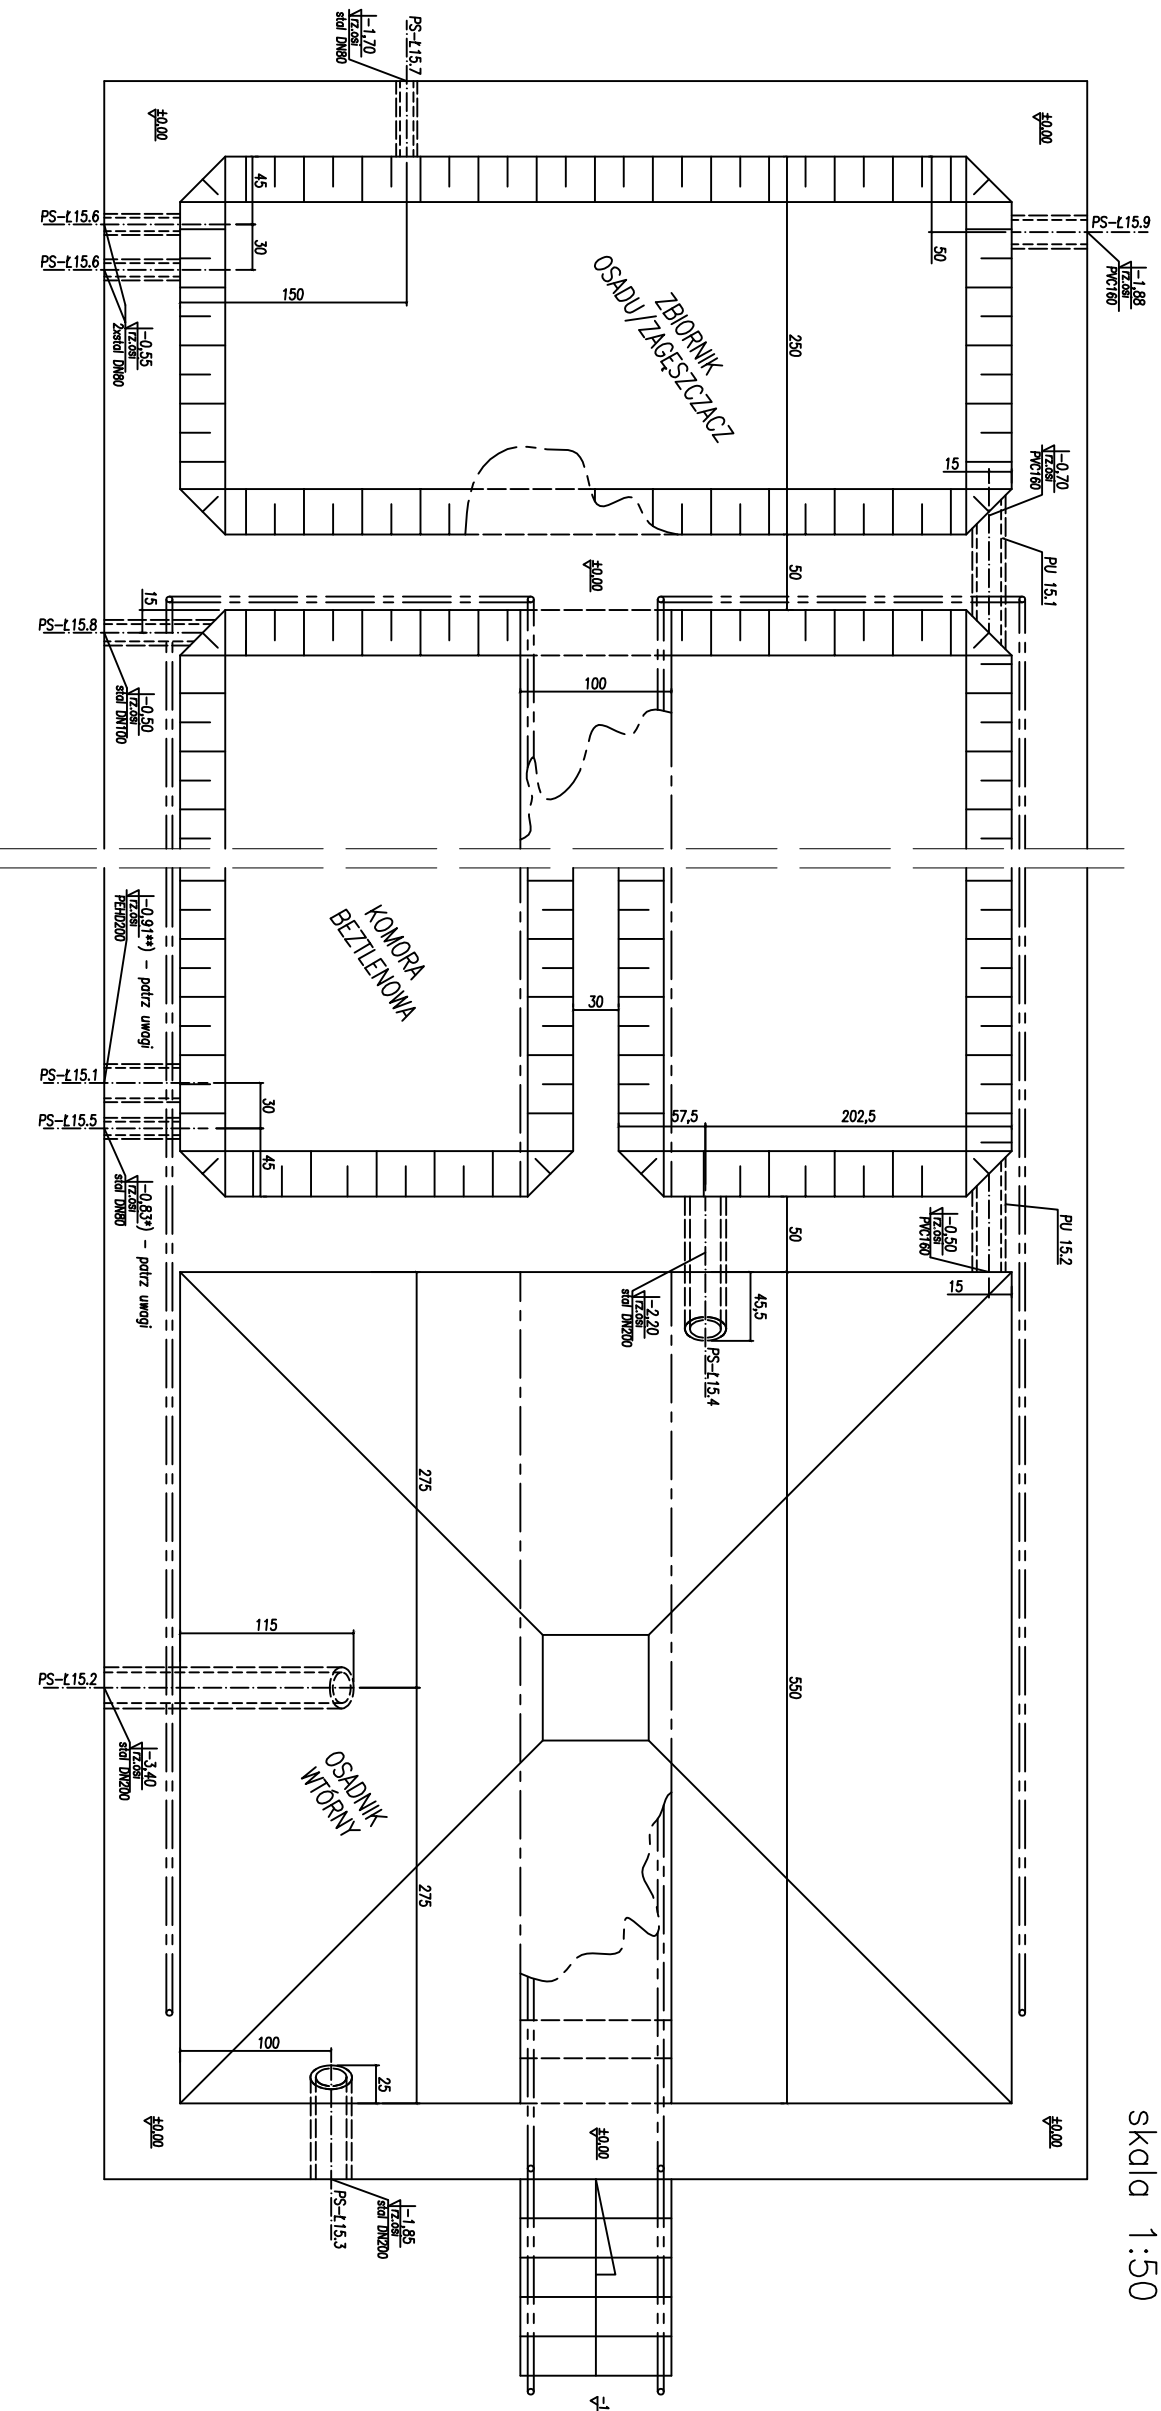 skala 1:50
PS-Ł15.7
-1,70
rz.osi
stal DN80
±0.00
±0.00
PS-Ł15.9
-1,88
rz.osi
PVC160
45
30
50
150
250
PS-Ł15.6
PS-Ł15.6
-0,55
rz.osi
2xstal DN80
ZBIORNIK
OSADU/ZAGĘSZCZACZ
15
-0,70
rz.osi
PVC160
PU 15.1
50
±0.00
15
PS-Ł15.8
-0,50
rz.osi
stal DN100
100
-0,91**) - patrz uwagi
rz.osi
PEHD200
KOMORA
BEZTLENOWA
30
PS-Ł15.1
PS-Ł15.5
30
45
57,5
202,5
-0,83*) - patrz uwagi
rz.osi
stal DN80
50
-0,50
rz.osi
PVC160
PU 15.2
15
-2,20
rz.osi
stal DN200
45,5
PS-Ł15.4
275
115
550
PS-Ł15.2
-3,40
rz.osi
stal DN200
OSADNIK
WTÓRNY
275
100
25
±0.00
±0.00
±0.00
PS-Ł15.3
-1,85
rz.osi
stal DN200
-1